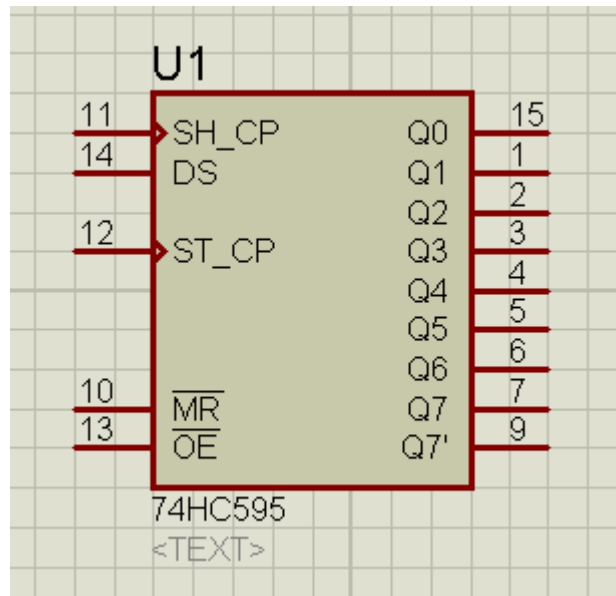 U1
11 SH_CP Q0 15
14 DS Q1 1
Q2 2
12 ST_CP Q3 3
Q4 4
Q5 5
Q6 6
10 MR Q7 7
13 OE Q7' 9
74HC595
<TEXT>